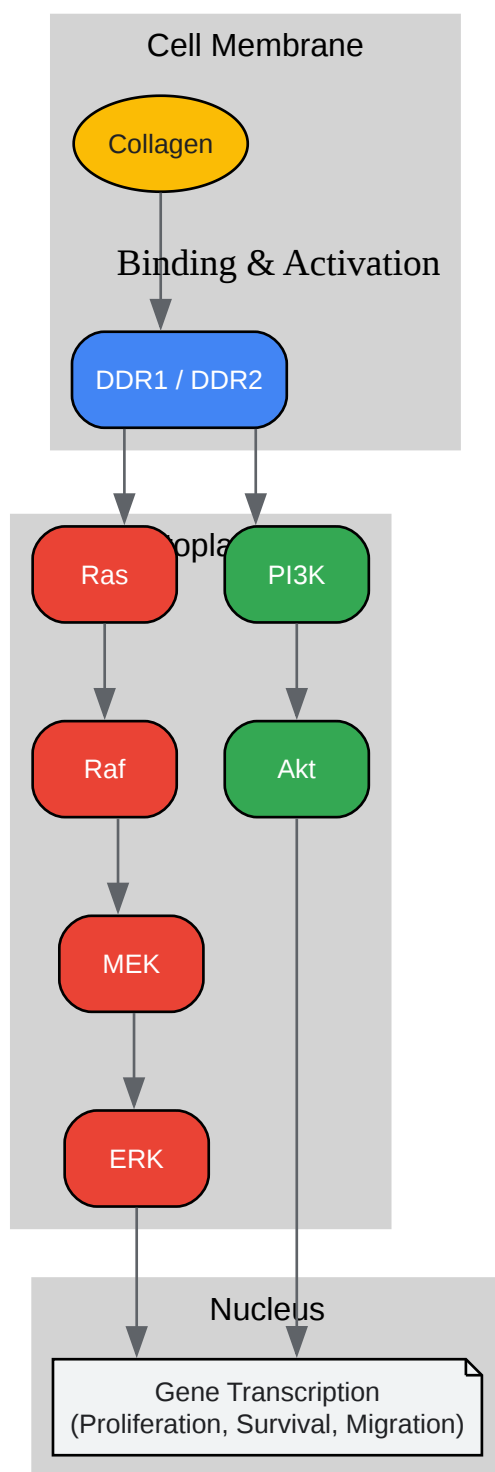 Cell Membrane
Collagen
Binding & Activation
DDR1 / DDR2
Ras
PI3K
Raf
Akt
MEK
ERK
Nucleus
Gene Transcription
(Proliferation, Survival, Migration)